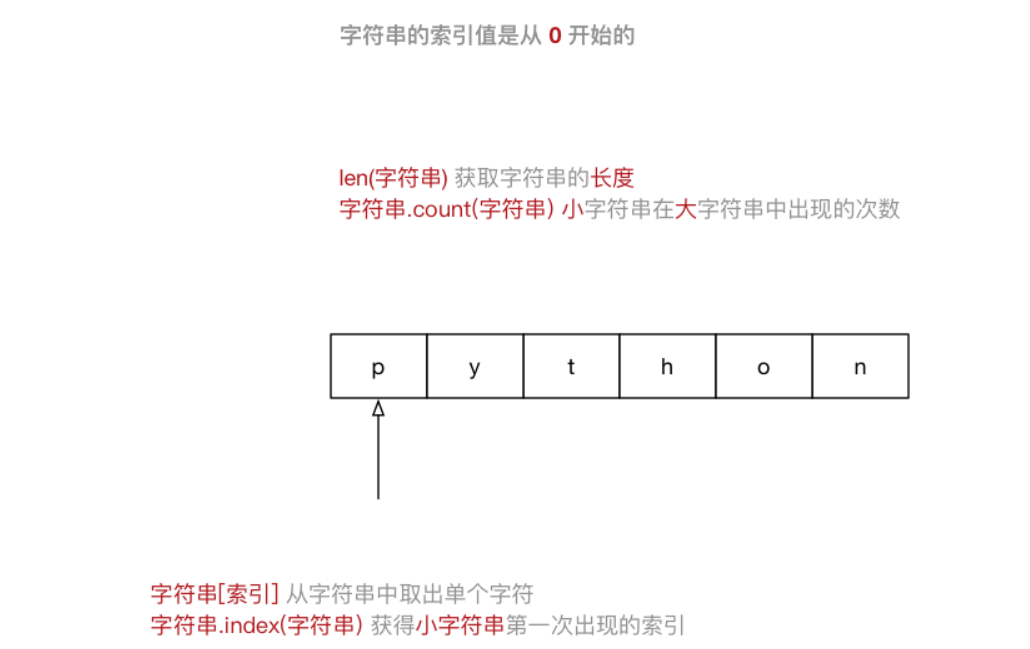 字符串的索引值是从 0 开始的
len(字符串) 获取字符串的长度
字符串.count(字符串) 小字符串在大字符串中出现的次数
p y t h o n
字符串[索引] 从字符串中取出单个字符
字符串.index(字符串) 获得小字符串第一次出现的索引